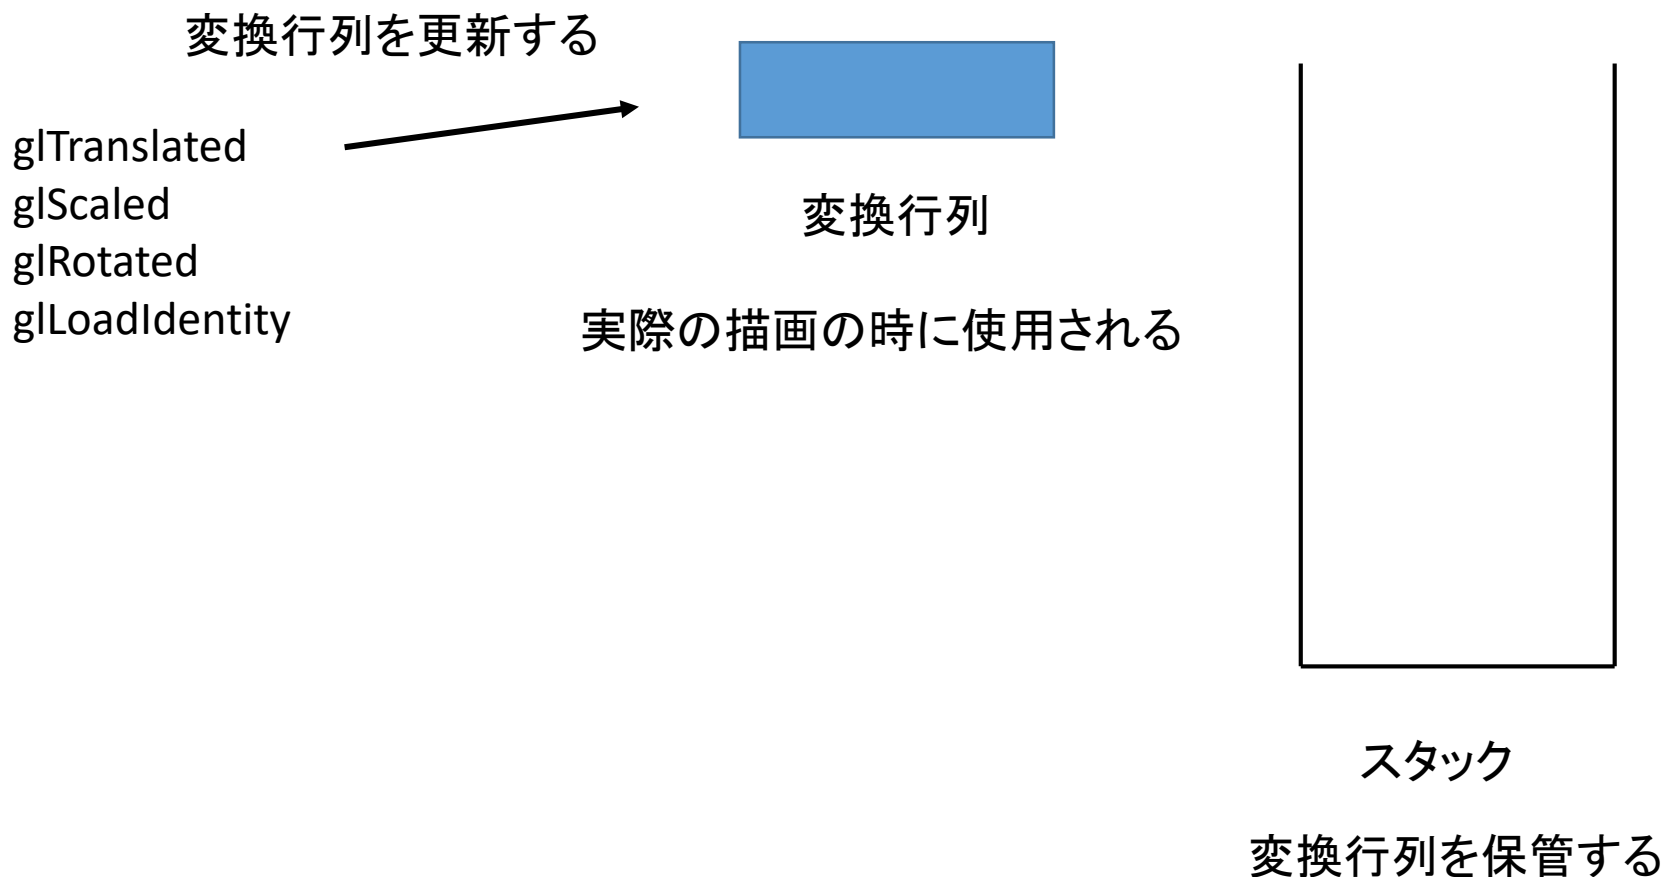 変換行列を更新する
glTranslated
glScaled
glRotated
glLoadIdentity
変換行列
実際の描画の時に使用される
スタック
変換行列を保管する